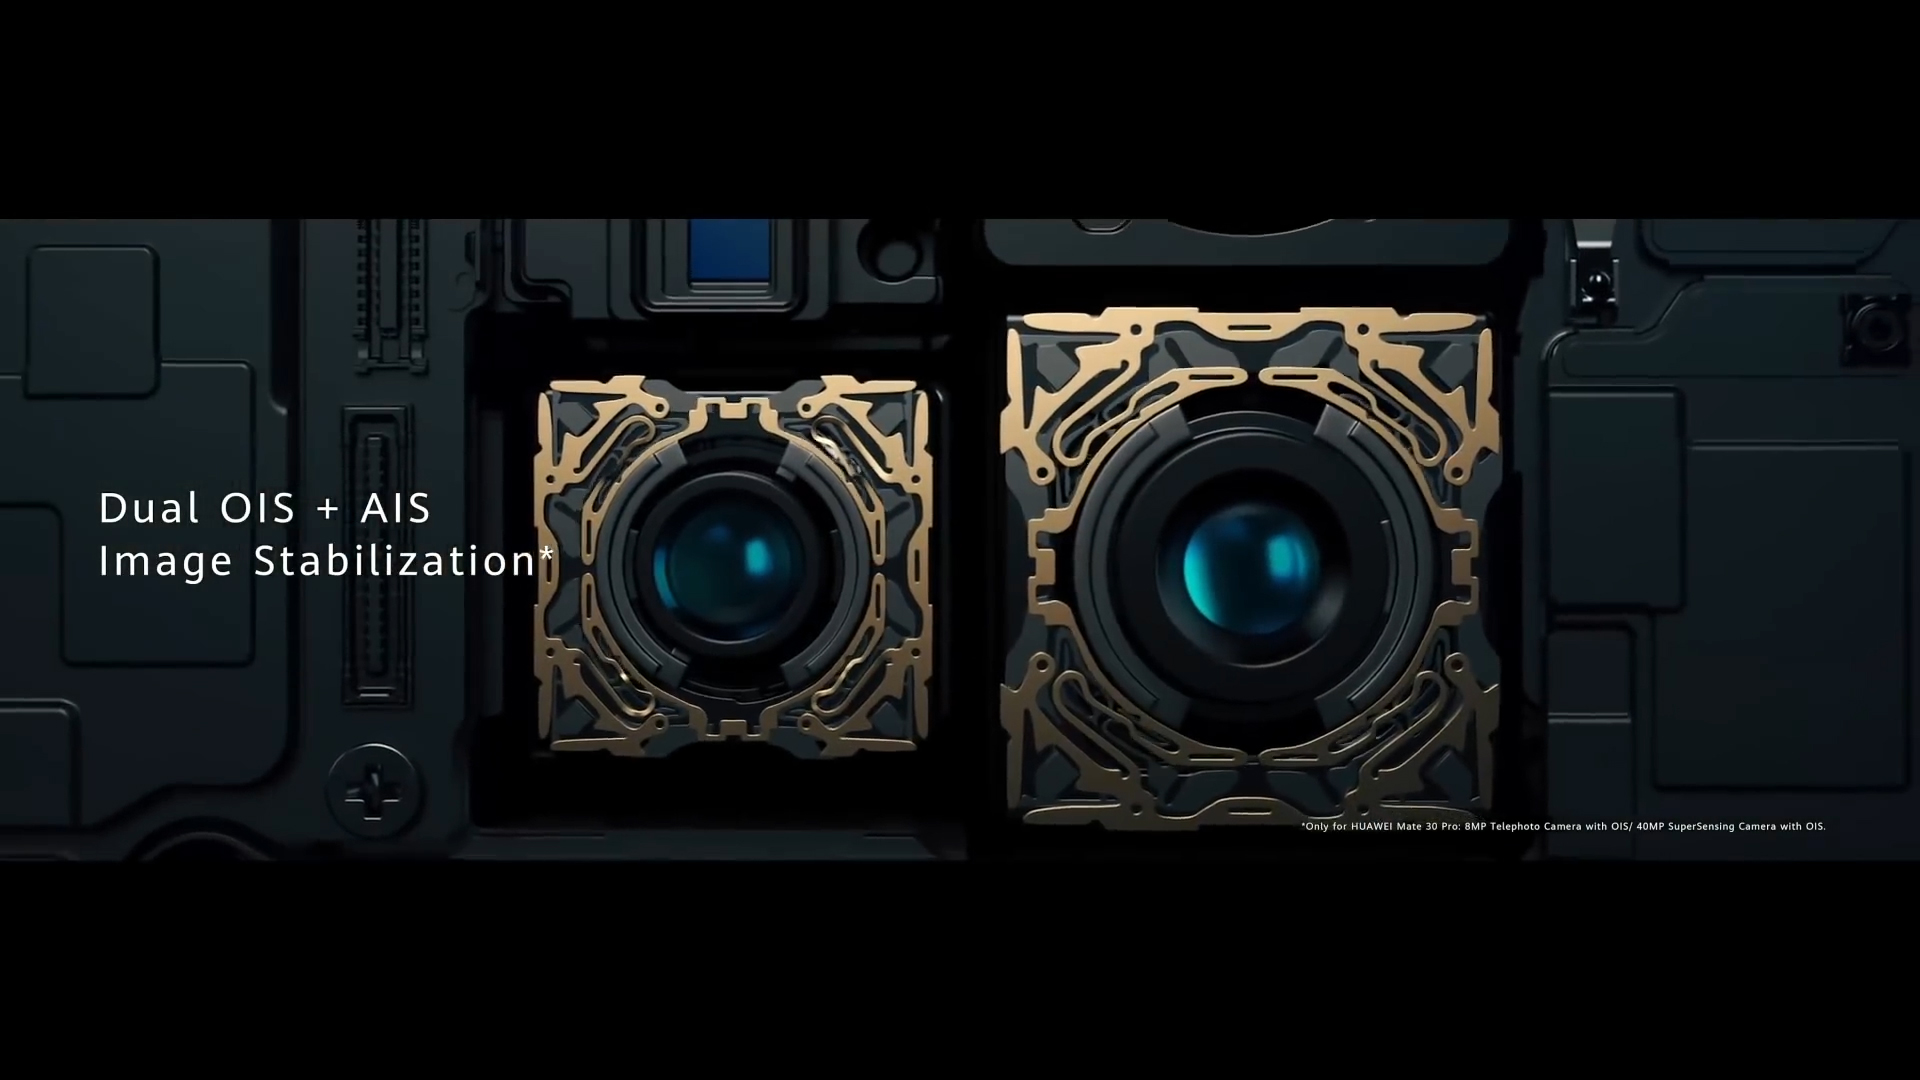 Dual OIS + AIS
Image Stabilization*
*Only for HUAWEI Mate 30 Pro: 8MP Telephoto Camera with OIS/ 40MP SuperSensing Camera with OIS.